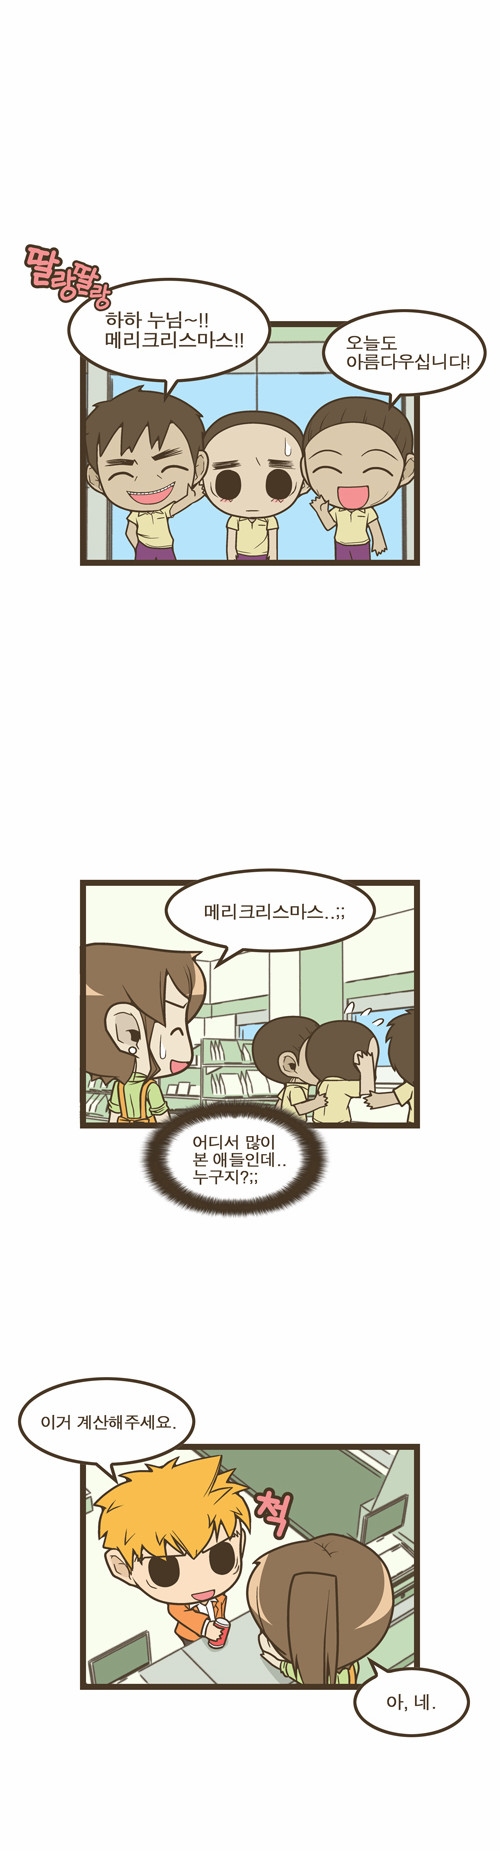 딸랑딸랑
하하 누님~!!
메리크리스마스!!
오늘도
아름다우십니다!
메리크리스마스..;;
어디서 많이
본 애들인데..
누구지?;;
이거 계산해주세요.
척
아, 네.